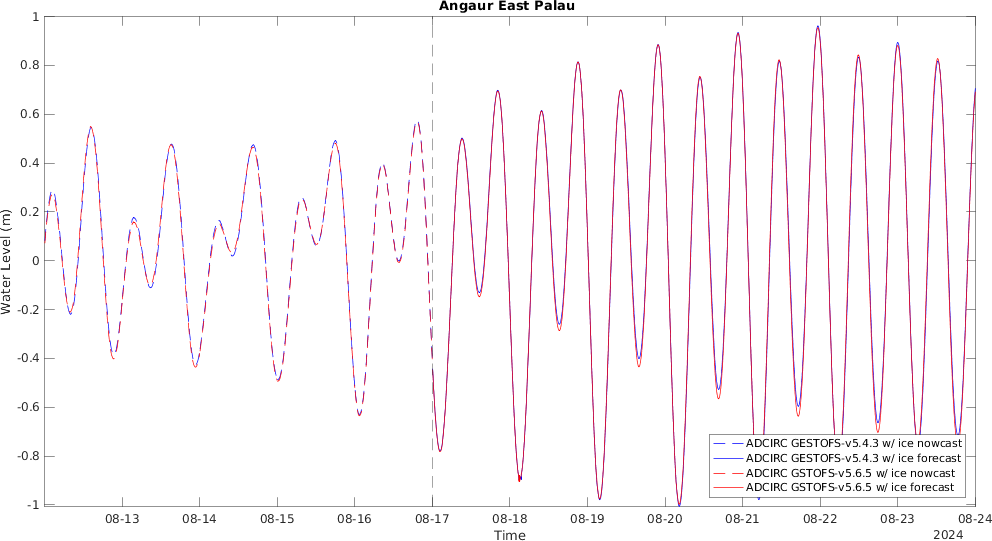 Angaur East Palau
1
0.8
0.6
0.4
0.2
0
-0.2
-0.4
-0.6
-0.8
-1
Water Level (m)
ADCIRC GESTOFS-v5.4.3 w/ ice nowcast
ADCIRC GESTOFS-v5.4.3 w/ ice forecast
ADCIRC GSTOFS-v5.6.5 w/ ice nowcast
ADCIRC GSTOFS-v5.6.5 w/ ice forecast
08-13 08-14 08-15 08-16 08-17 08-18 08-19 08-20 08-21 08-22 08-23 08-24
Time
2024